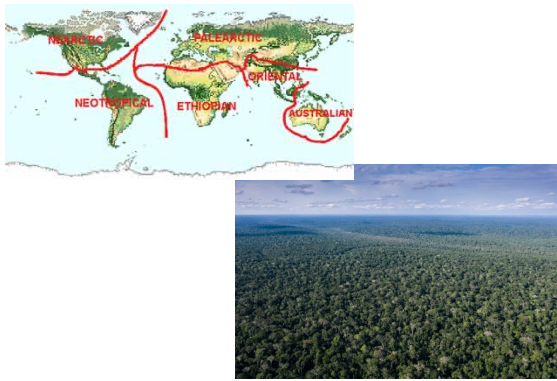 NEARCTIC
PALEARCTIC
ORIENTAL
NEOTROPICAL
ETHIOPIAN
AUSTRALIAN